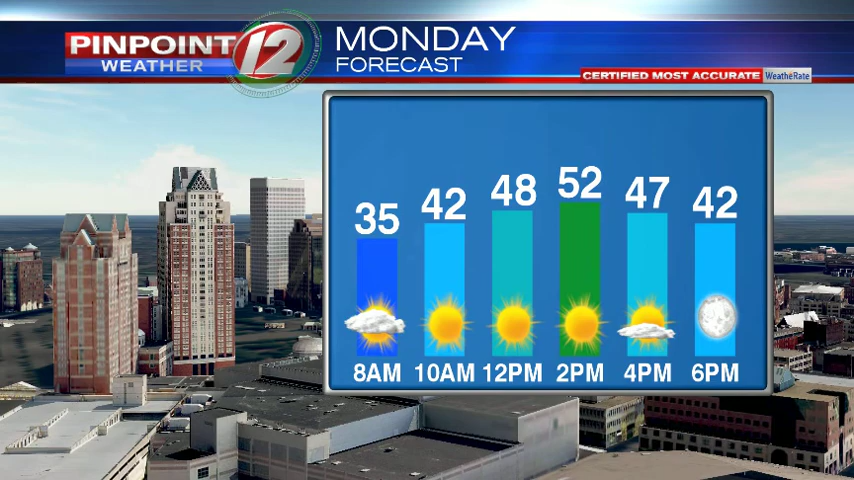 PINPOINT 12
WEATHER
MONDAY
FORECAST
CERTIFIED MOST ACCURATE WeatheRate
35 42 48 52 47 42
8AM 10AM 12PM 2PM 4PM 6PM